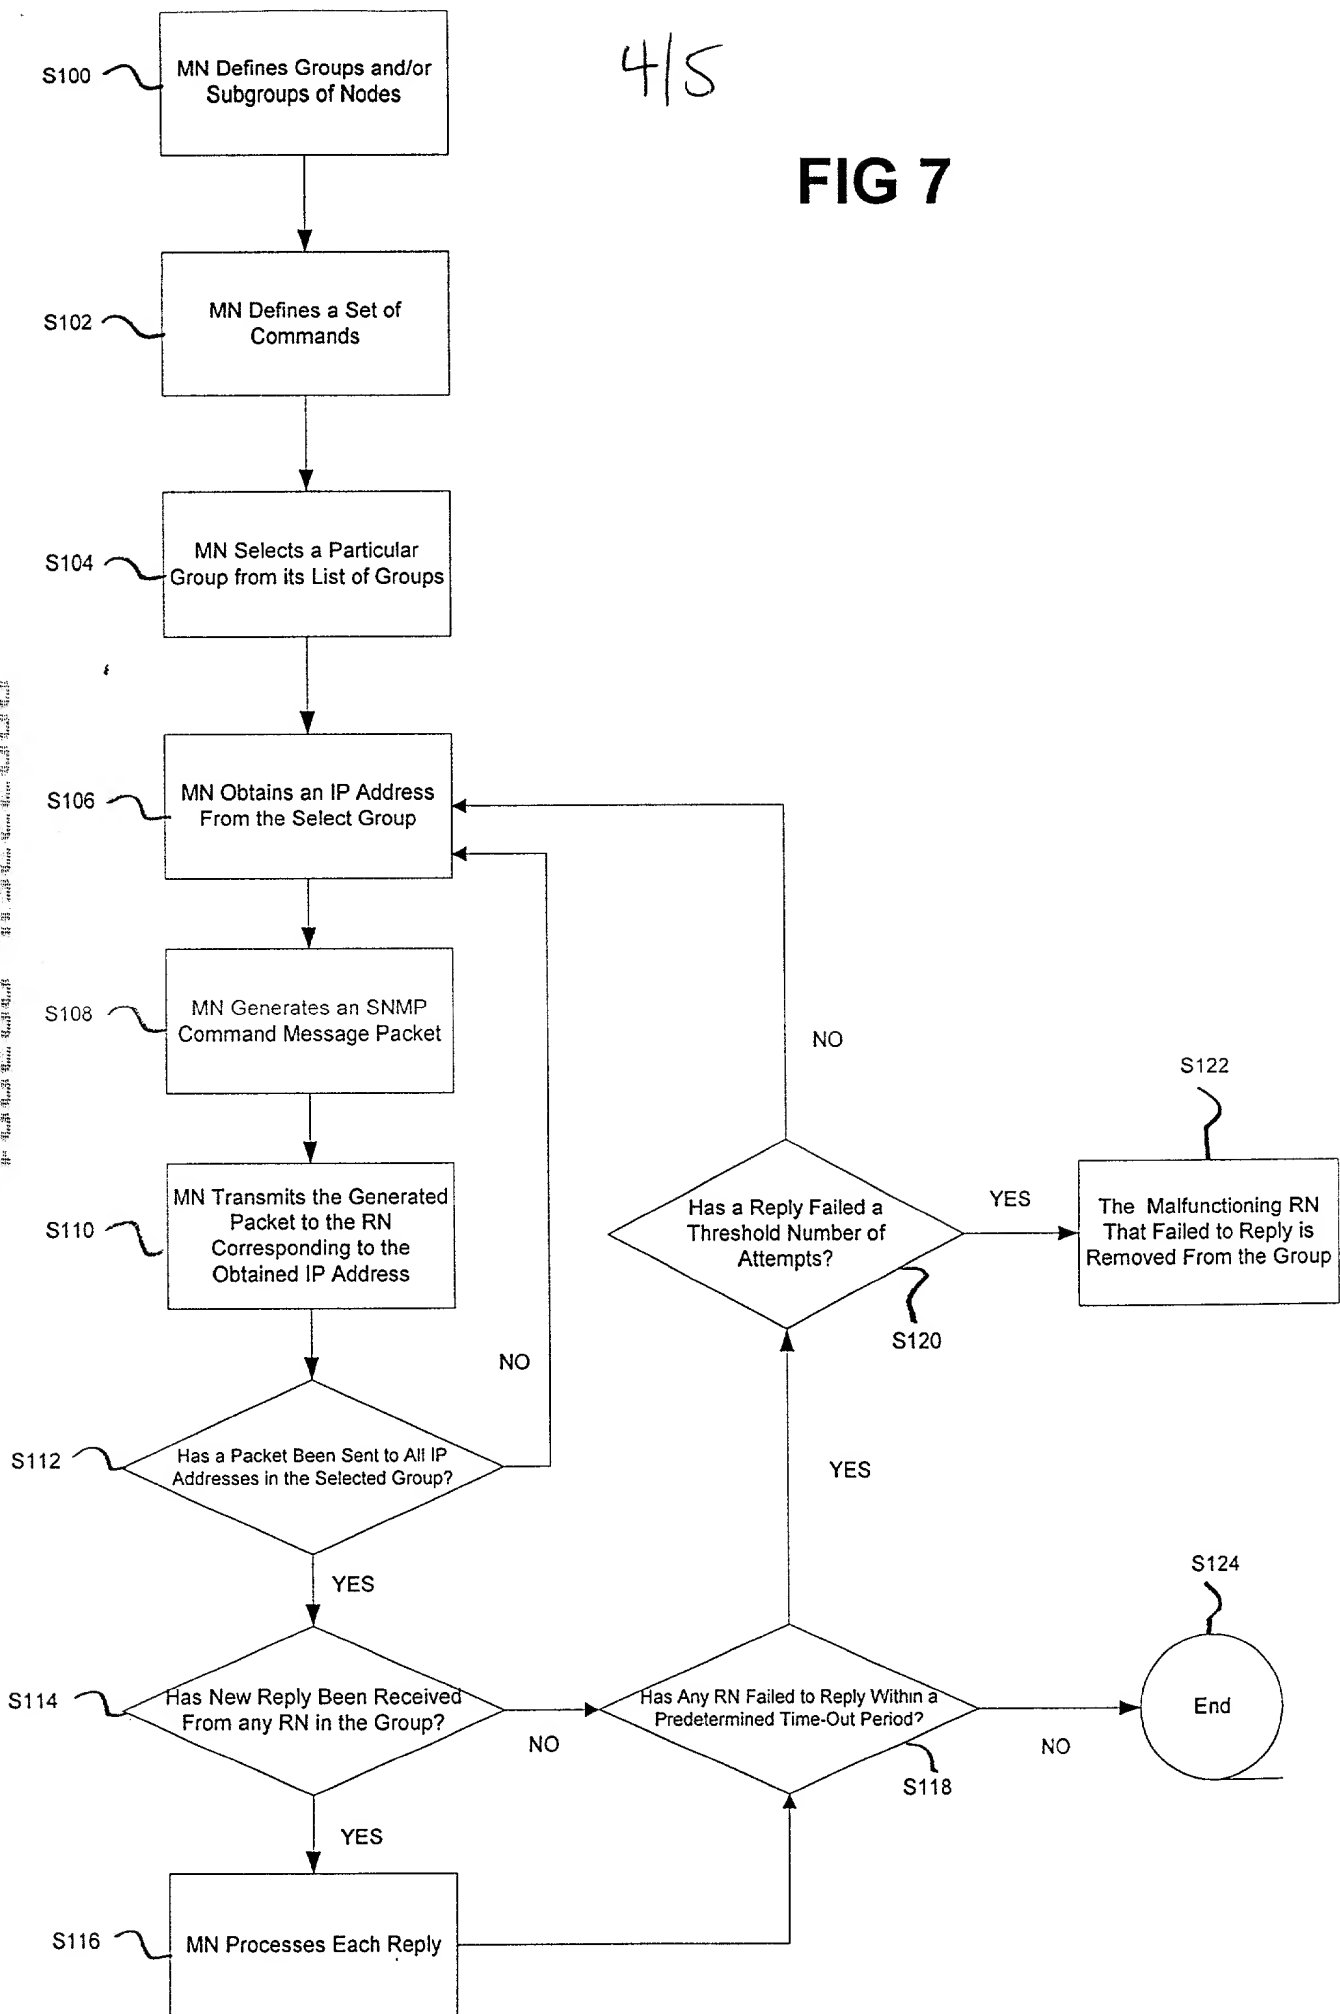 4/5
FIG 7
S100
MN Defines Groups and/or
Subgroups of Nodes
S102
MN Defines a Set of
Commands
S104
MN Selects a Particular
Group from its List of Groups
S106
MN Obtains an IP Address
From the Select Group
S108
MN Generates an SNMP
Command Message Packet
S110
MN Transmits the Generated
Packet to the RN
Corresponding to the
Obtained IP Address
NO
S112
Has a Packet Been Sent to All IP
Addresses in the Selected Group?
YES
S114
Has New Reply Been Received
From any RN in the Group?
NO
YES
S116
MN Processes Each Reply
Has Any RN Failed to Reply Within a
Predetermined Time-Out Period?
S118
NO
YES
Has a Reply Failed a
Threshold Number of
Attempts?
S120
NO
YES
S122
The Malfunctioning RN
That Failed to Reply is
Removed From the Group
S124
End